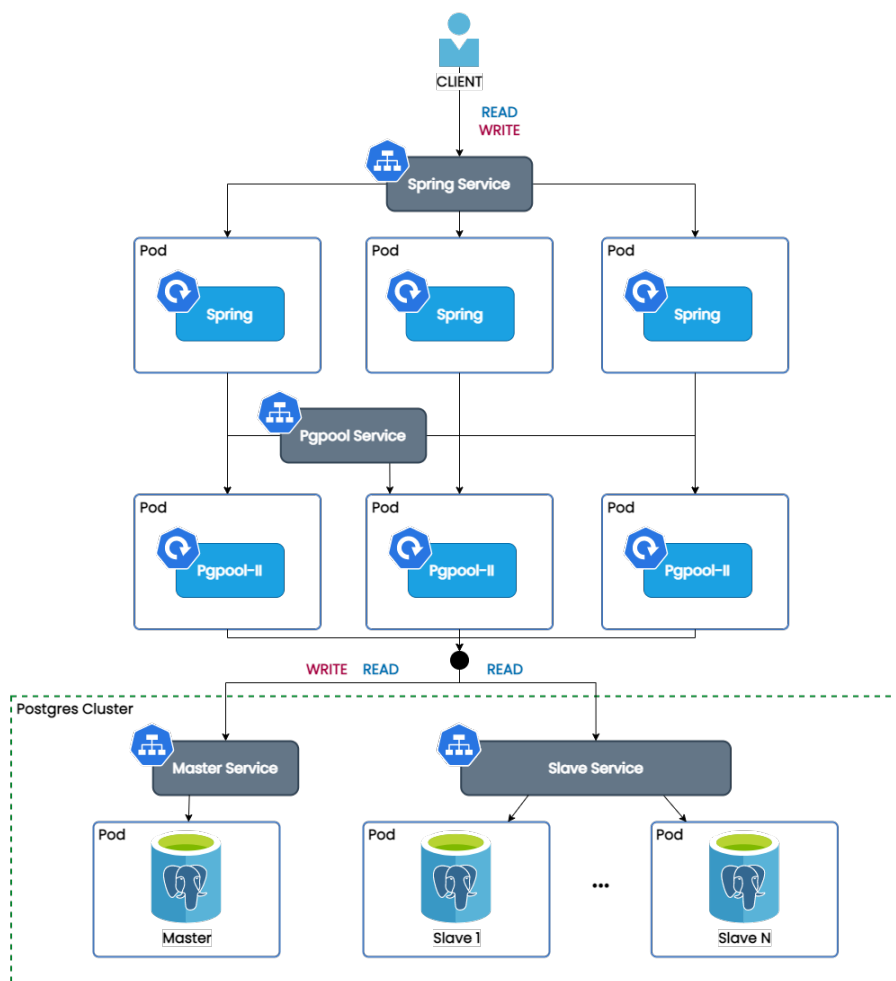 CLIENT
READ
WRITE
Spring Service
Pod
Pod
Pod
Spring
Spring
Spring
Pgpool Service
Pod
Pod
Pod
Pgpool-II
Pgpool-II
Pgpool-II
WRITE READ
READ
Postgres Cluster
Master Service
Slave Service
Pod
Pod
Pod
...
Master
Slave 1
Slave N